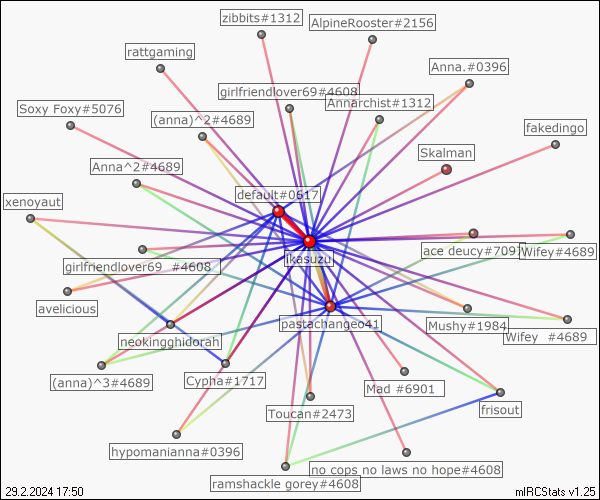 zibbits#1312
AlpineRooster#2156
rattgaming
Anna.#0396
girlfriendlover69#4608
Annarchist#1312
Soxy Foxy#5076
(anna)^2#4689
fakedingo
Skalman
Anna^2#4689
default#0617
xenoyaut
ikasuzu
ace deucy#7097
Wifey#4689
girlfriendlover69 #4608
avelicious
pastachangeo41
Mushy#1984
Wifey #4689
neokingghidorah
(anna)^3#4689
Cypha#1717
Mad #6901
Toucan#2473
frisout
hypomanianna#0396
no cops no laws no hope#4608
ramshackle gorey#4608
29.2.2024 17:50
mIRCStats v1.25